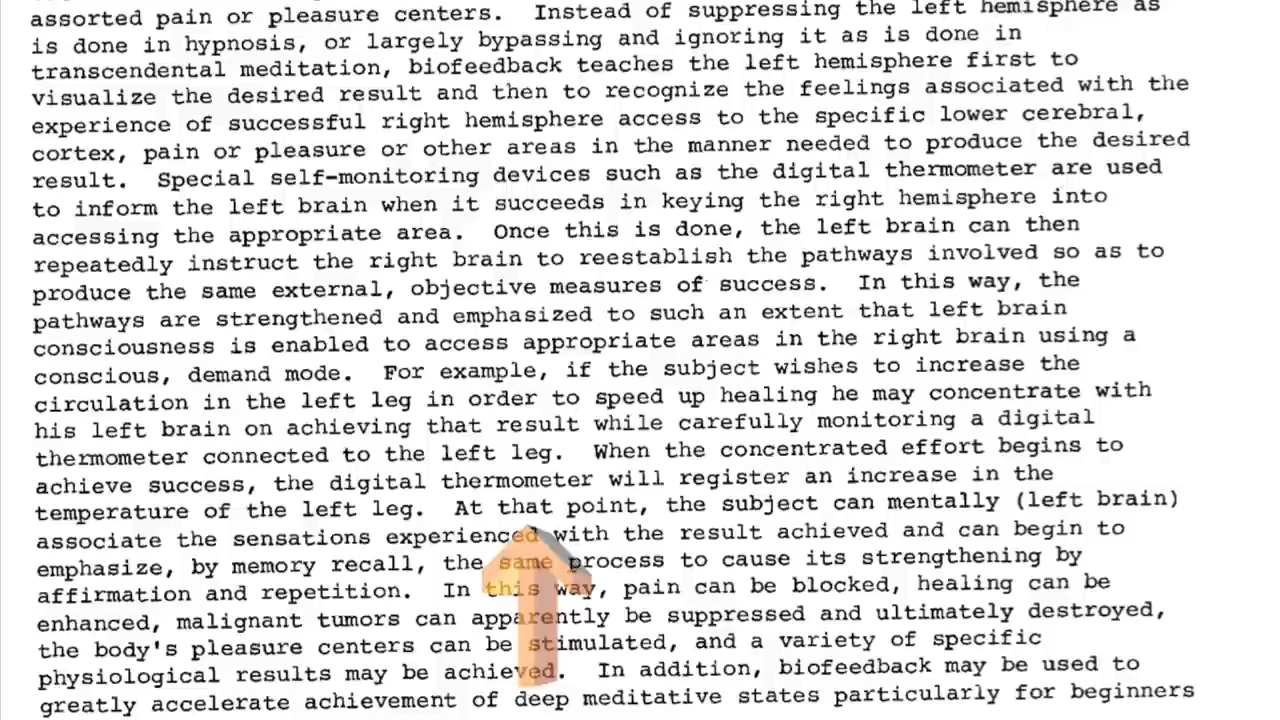 assorted pain or pleasure centers.  Instead of suppressing the left hemisphere as
is done in hypnosis, or largely bypassing and ignoring it as is done in
transcendental meditation, biofeedback teaches the left hemisphere first to
visualize the desired result and then to recognize the feelings associated with the
experience of successful right hemisphere access to the specific lower cerebral,
cortex, pain or pleasure or other areas in the manner needed to produce the desired
result.  Special self-monitoring devices such as the digital thermometer are used
to inform the left brain when it succeeds in keying the right hemisphere into
accessing the appropriate area.  Once this is done, the left brain can then
repeatedly instruct the right brain to reestablish the pathways involved so as to
produce the same external, objective measures of success.  In this way, the
pathways are strengthened and emphasized to such an extent that left brain
consciousness is enabled to access appropriate areas in the right brain using a
conscious, demand mode.  For example, if the subject wishes to increase the
circulation in the left leg in order to speed up healing he may concentrate with
his left brain on achieving that result while carefully monitoring a digital
thermometer connected to the left leg.  When the concentrated effort begins to
achieve success, the digital thermometer will register an increase in the
temperature of the left leg.  At that point, the subject can mentally (left brain)
associate the sensations experienced with the result achieved and can begin to
emphasize, by memory recall, the same process to cause its strengthening by
affirmation and repetition.  In this way, pain can be blocked, healing can be
enhanced, malignant tumors can apparently be suppressed and ultimately destroyed,
the body's pleasure centers can be stimulated, and a variety of specific
physiological results may be achieved.  In addition, biofeedback may be used to
greatly accelerate achievement of deep meditative states particularly for beginners